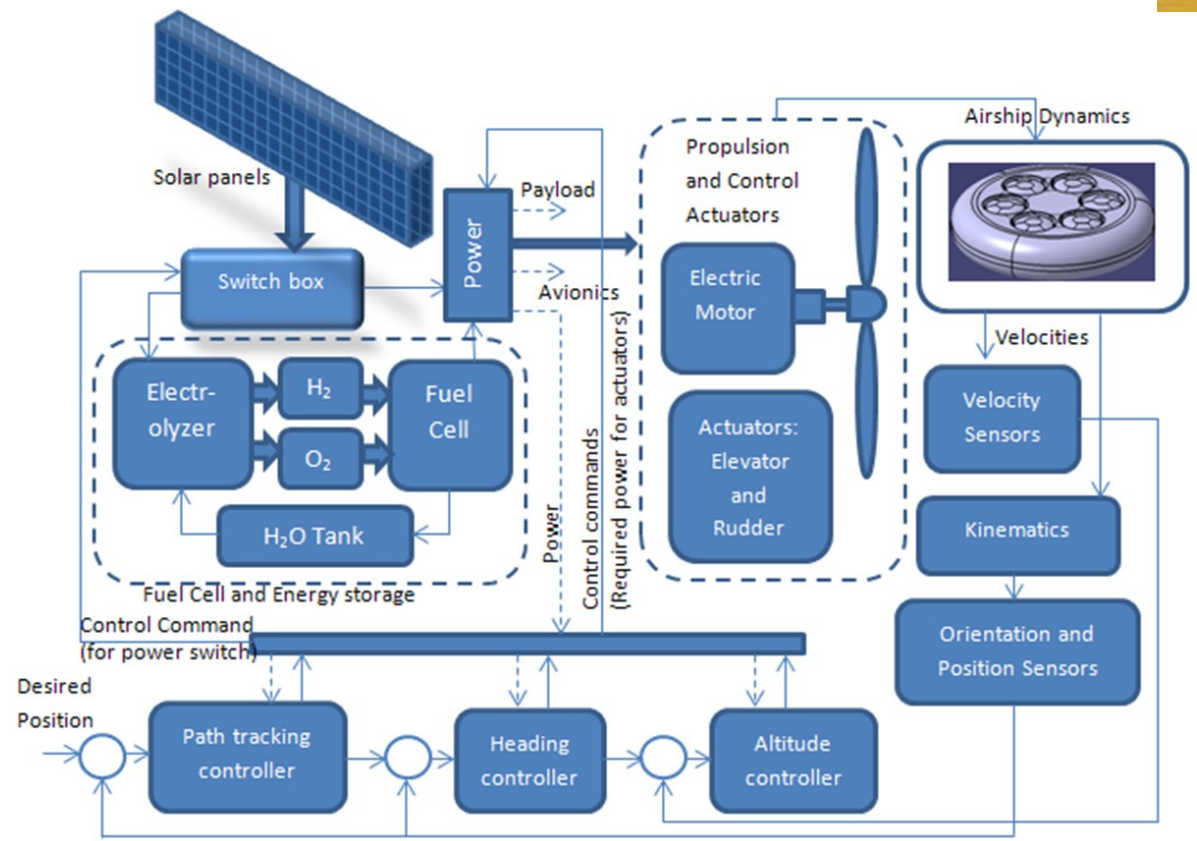 Solar panels
Switch box
Power
Payload
Avionics
Propulsion
and Control
Actuators
Electric
Motor
Actuators:
Elevator
and
Rudder
Airship Dynamics
Velocities
Velocity
Sensors
Kinematics
Orientation and
Position Sensors
Electr-
olyzer
H₂
O₂
Fuel
Cell
H₂O Tank
Fuel Cell and Energy storage
Power
Control commands
(Required power for actuators)
Control Command
(for power switch)
Desired
Position
Path tracking
controller
Heading
controller
Altitude
controller